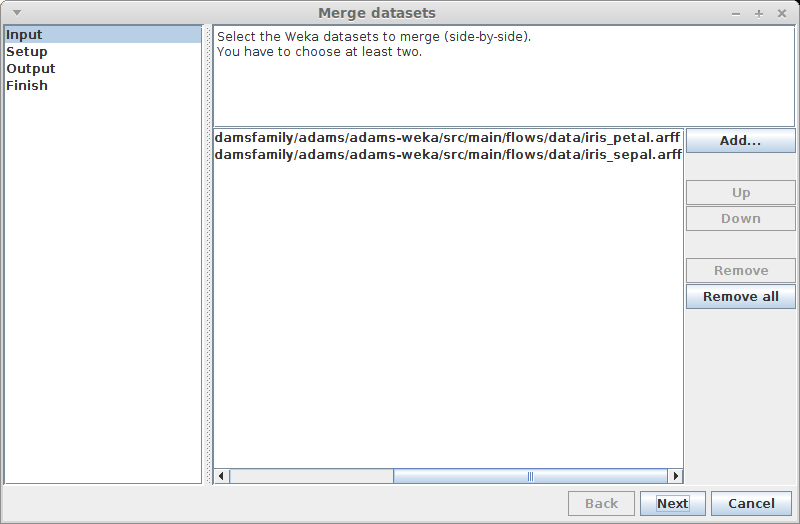 Merge datasets
Input
Setup
Output
Finish
Select the Weka datasets to merge (side-by-side).
You have to choose at least two.
damsfamily/adams/adams-weka/src/main/flows/data/iris_petal.arff
damsfamily/adams/adams-weka/src/main/flows/data/iris_sepal.arff
Add...
Up
Down
Remove
Remove all
Back
Next
Cancel